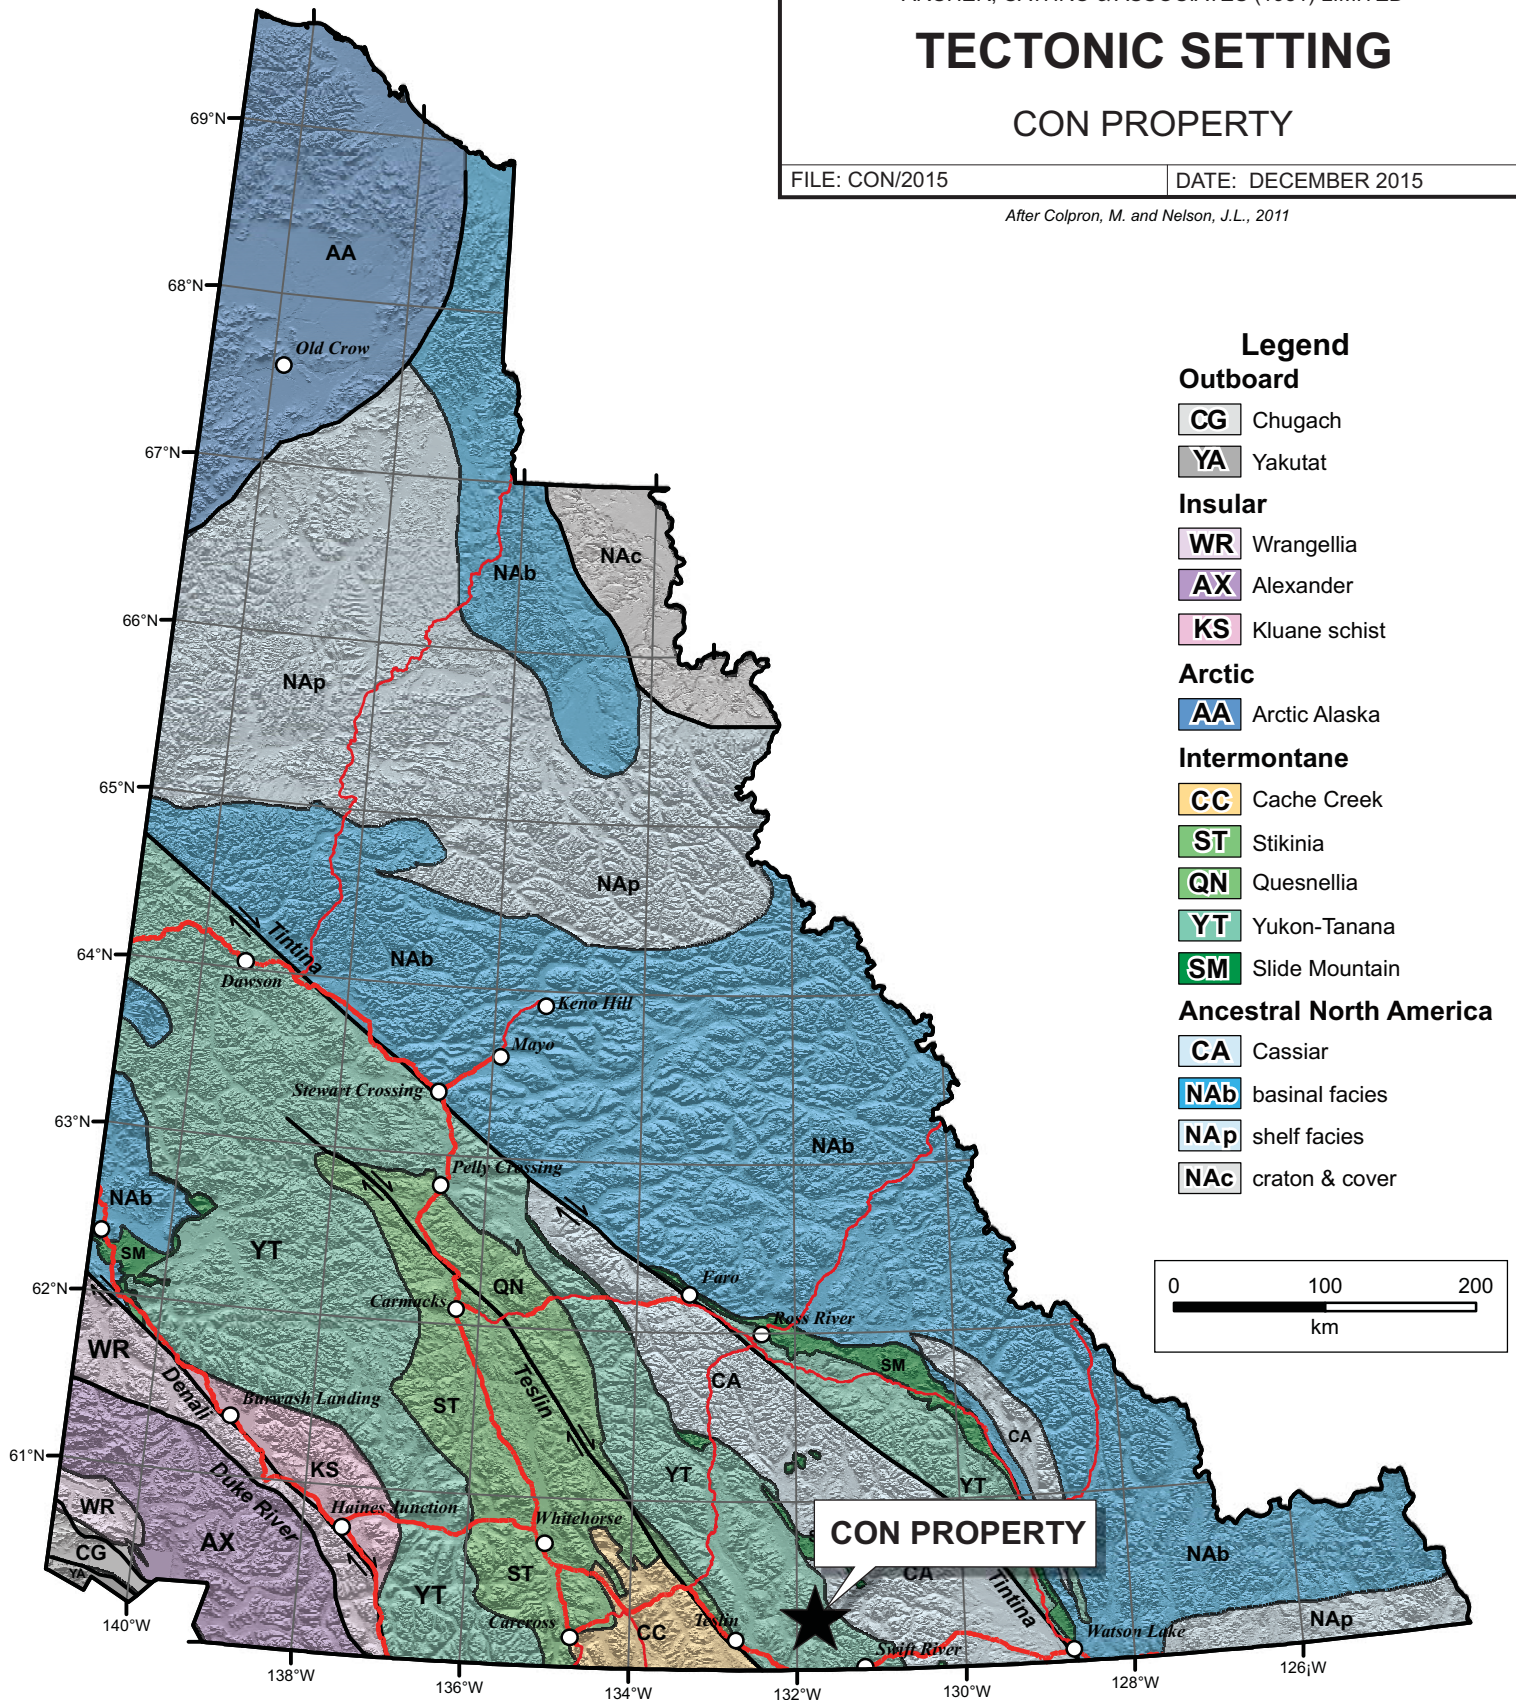 TECTONIC SETTING
CON PROPERTY
FILE: CON/2015
DATE: DECEMBER 2015
After Colpron, M. and Nelson, J.L., 2011
Legend
Outboard
CG Chugach
YA Yakutat
Insular
WR Wrangellia
AX Alexander
KS Kluane schist
Arctic
AA Arctic Alaska
Intermontane
CC Cache Creek
ST Stikinia
QN Quesnellia
YT Yukon-Tanana
SM Slide Mountain
Ancestral North America
CA Cassiar
NAb basinal facies
NAp shelf facies
NAc craton & cover
0 100 200
km
69°N
68°N
67°N
66°N
65°N
64°N
63°N
62°N
61°N
140°W
138°W
136°W
134°W
132°W
130°W
128°W
126°W
AA
Old Crow
NAc
NAb
NAp
NAp
NAb
Tintina
Dawson
Keno Hill
Mayo
Stewart Crossing
NAb
Pelly Crossing
NAb
SM
YT
QN
Faro
Carmacks
Ross River
WR
SM
Denali
Burwash Landing
Teslin
CA
ST
CA
KS
YT
YT
Duke River
WR
Haines Junction
Whitehorse
CON PROPERTY
AX
CG
YA
ST
CA
NAb
YT
Tintina
Carcross
CC
Teslin
Swift River
Watson Lake
NAp